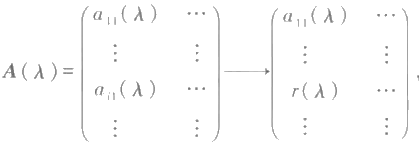 A(λ) = ( a₁₁(λ) ⋯ ; ⋮ ⋮ ; aᵢ₁(λ) ⋯ ; ⋮ ⋮ ) ⟶ ( a₁₁(λ) ⋯ ; ⋮ ⋮ ; r(λ) ⋯ ; ⋮ ⋮ ),